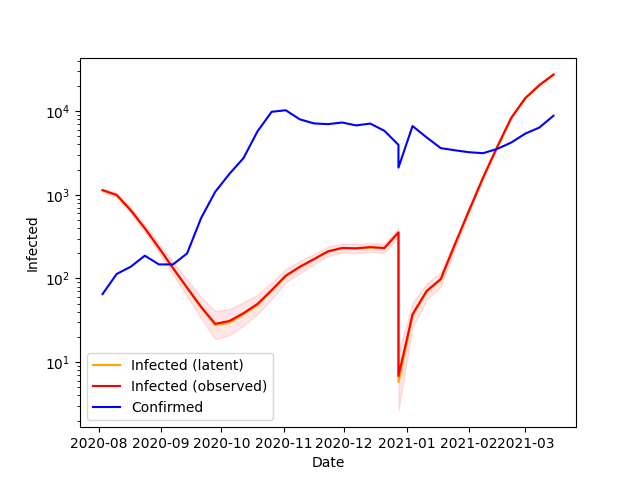 Infected
10^4
10^3
10^2
10^1
Infected (latent)
Infected (observed)
Confirmed
2020-08 2020-09 2020-10 2020-11 2020-12 2021-01 2021-02 2021-03
Date